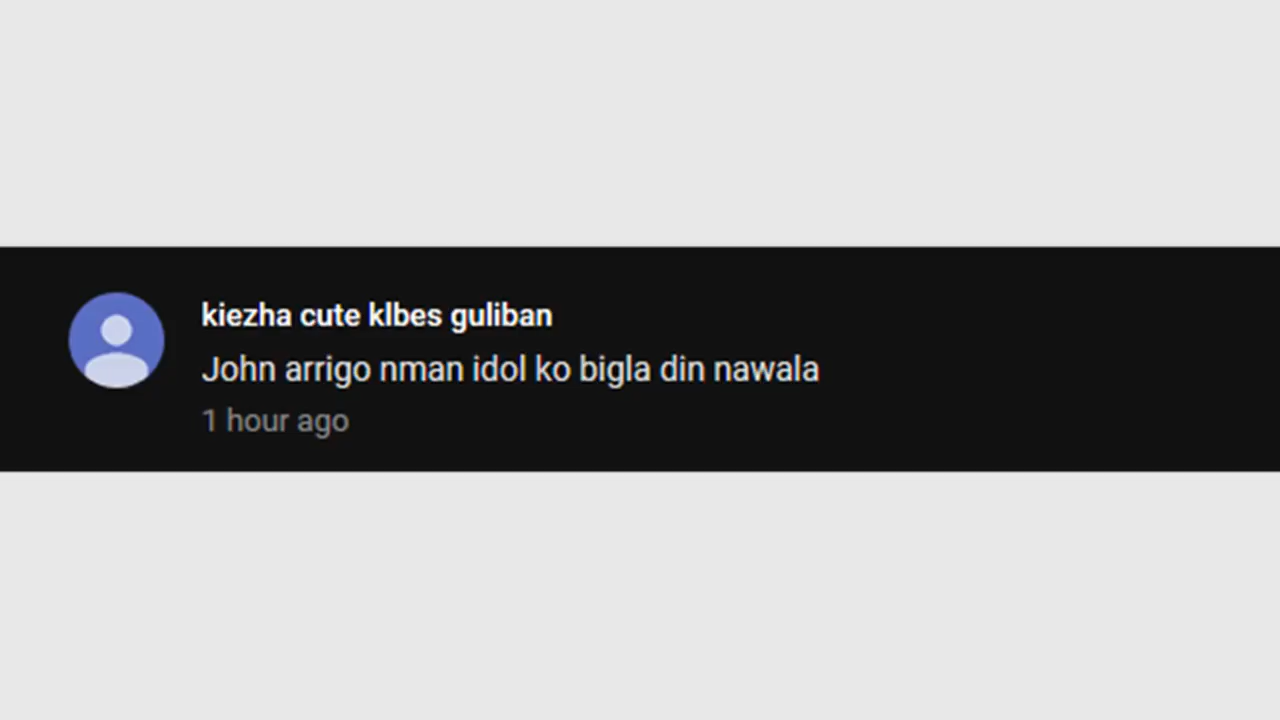 kiezha cute klbes guliban
John arrigo nman idol ko bigla din nawala
1 hour ago